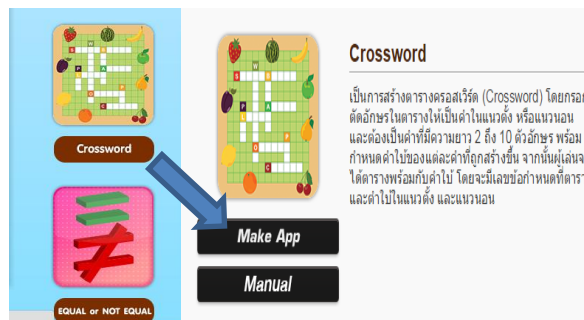 Crossword
EQUAL or NOT EQUAL
Make App
Manual
Crossword
เป็นการสร้างตารางครอสเวิร์ด (Crossword) โดยกรอก
ตัดอักษรในตารางให้เป็นคำในแนวตั้ง หรือแนวนอน
และต้องเป็นคำที่มีความยาว 2 ถึง 10 ตัวอักษร พร้อม
กำหนดคำใบ้ของแต่ละคำที่ถูกสร้างขึ้น จากนั้นผู้เล่นจะ
ได้ตารางพร้อมกับคำใบ้ โดยจะมีเลขข้อกำหนดที่ตาราง
และคำใบ้ในแนวตั้ง และแนวนอน